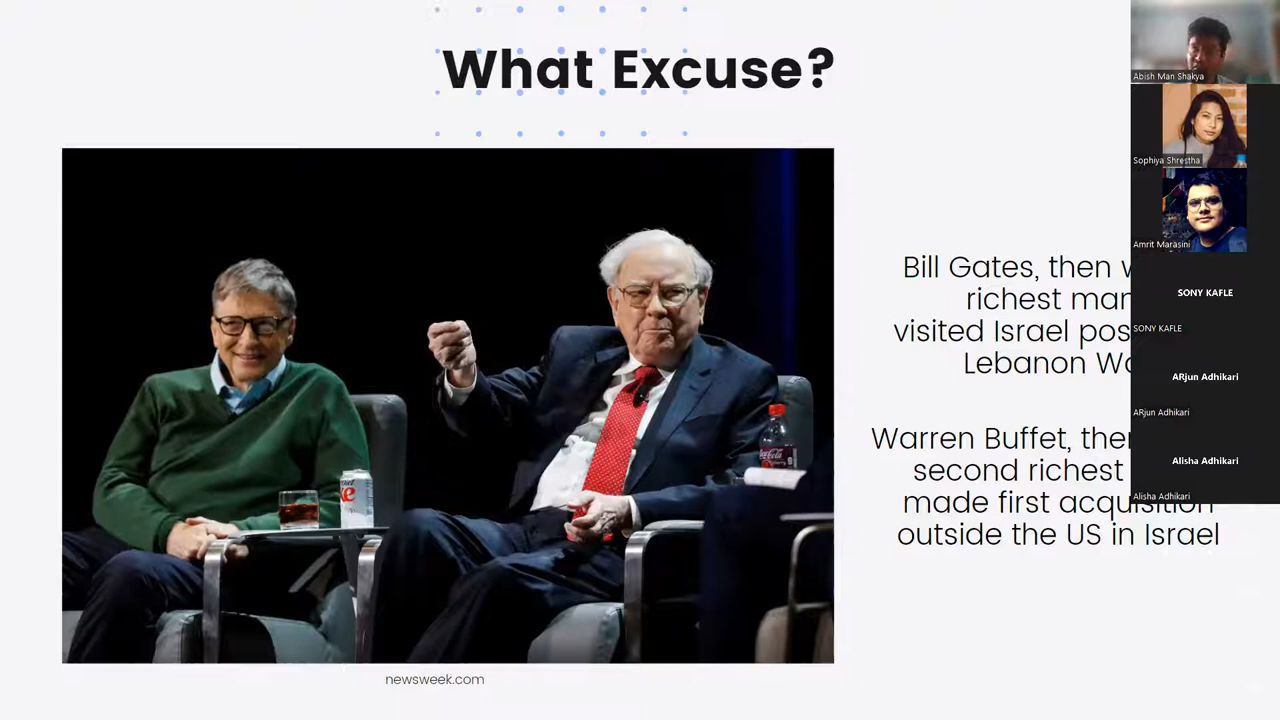 What Excuse?
Bill Gates, then
richest man
visited Israel
Lebanon
Warren Buffet,
second richest
made first acquisition
outside the US in Israel
newsweek.com
Abish Man Shakya
Sophiya Shrestha
Amrit Marasini
SONY KAFLE
SONY KAFLE
ARjun Adhikari
ARjun Adhikari
Alisha Adhikari
Alisha Adhikari
Coca-Cola